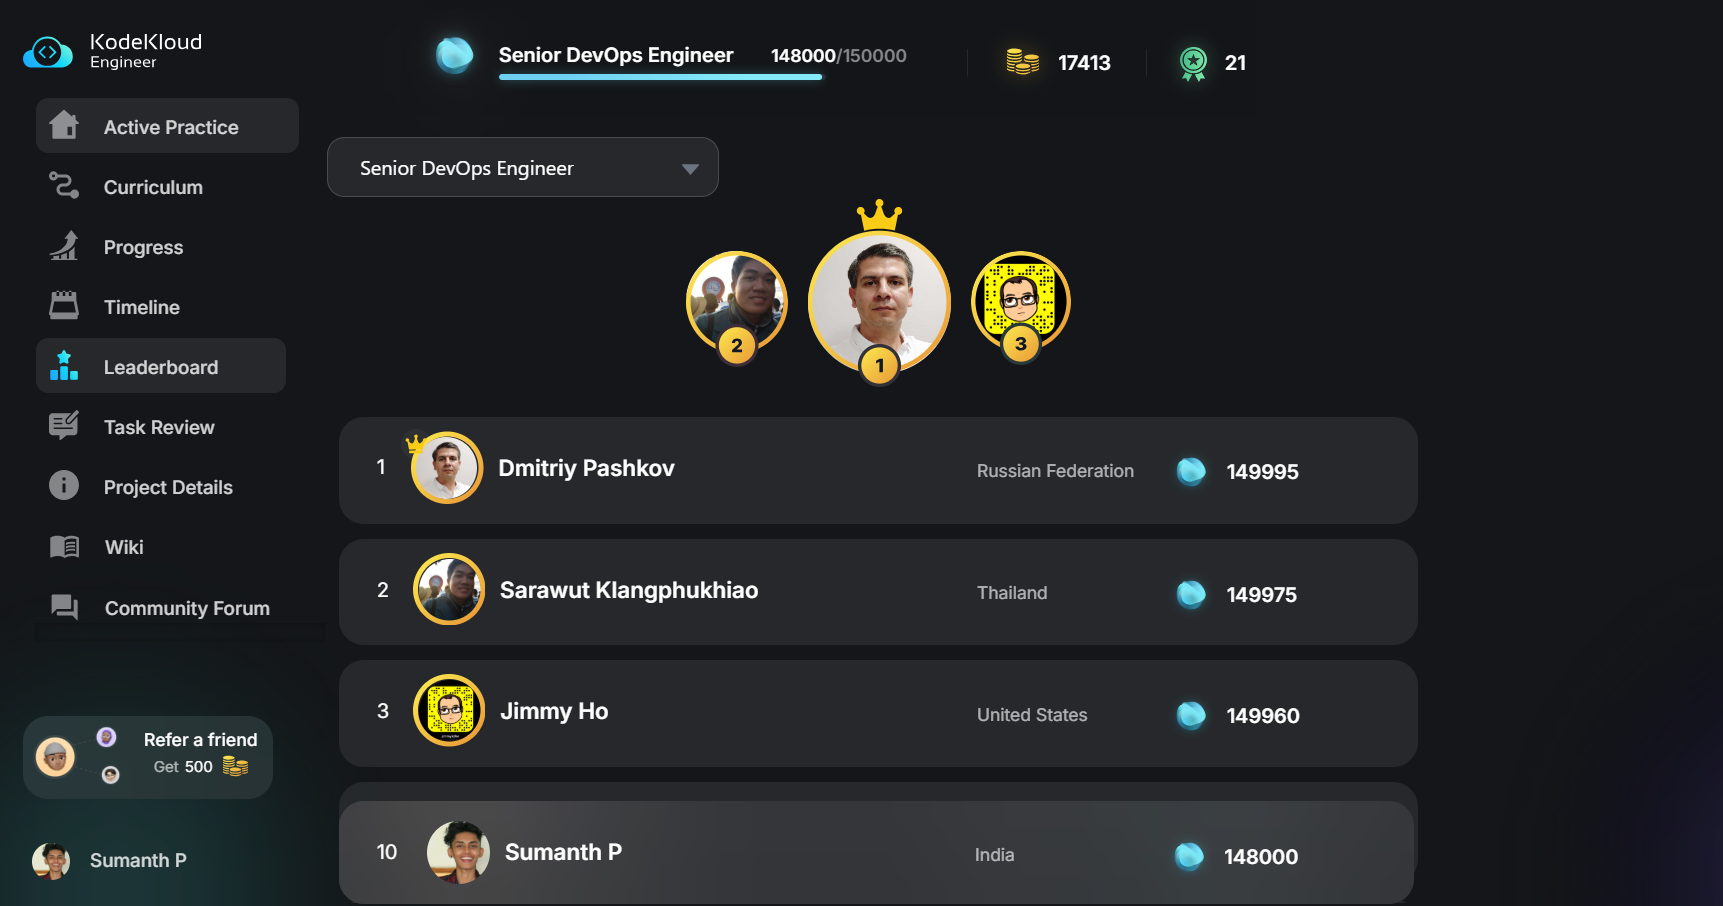 KodeKloud
Engineer
Senior DevOps Engineer 148000/150000
17413
21
Active Practice
Curriculum
Progress
Timeline
Leaderboard
Task Review
Project Details
Wiki
Community Forum
Refer a friend
Get 500
Sumanth P
Senior DevOps Engineer
2
1
3
1 Dmitriy Pashkov Russian Federation 149995
2 Sarawut Klangphukhiao Thailand 149975
3 Jimmy Ho United States 149960
10 Sumanth P India 148000